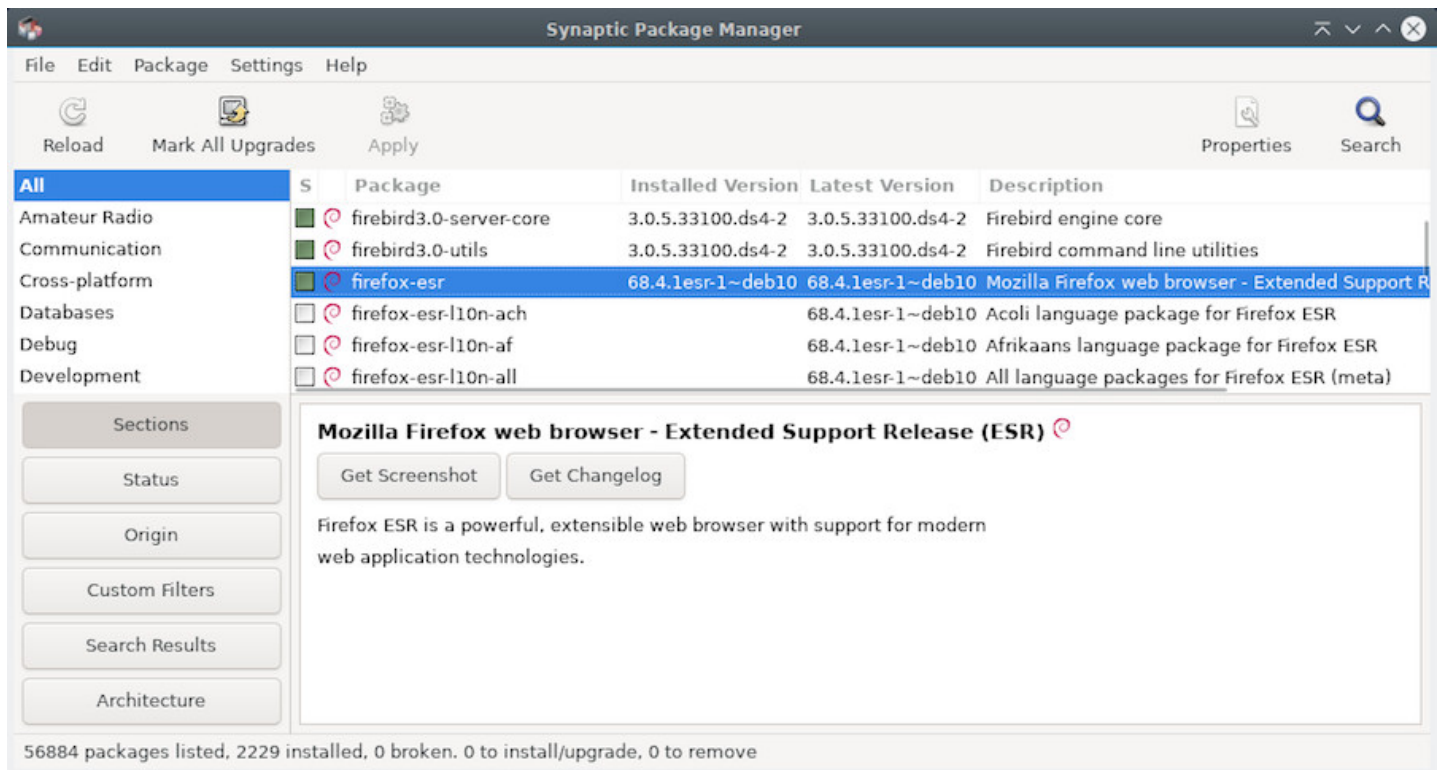 Synaptic Package Manager
File Edit Package Settings Help
Reload Mark All Upgrades Apply Properties Search
All
Amateur Radio
Communication
Cross-platform
Databases
Debug
Development
S Package Installed Version Latest Version Description
firebird3.0-server-core 3.0.5.33100.ds4-2 3.0.5.33100.ds4-2 Firebird engine core
firebird3.0-utils 3.0.5.33100.ds4-2 3.0.5.33100.ds4-2 Firebird command line utilities
firefox-esr 68.4.1esr-1~deb10 68.4.1esr-1~deb10 Mozilla Firefox web browser - Extended Support R
firefox-esr-l10n-ach 68.4.1esr-1~deb10 Acoli language package for Firefox ESR
firefox-esr-l10n-af 68.4.1esr-1~deb10 Afrikaans language package for Firefox ESR
firefox-esr-l10n-all 68.4.1esr-1~deb10 All language packages for Firefox ESR (meta)
Sections
Status
Origin
Custom Filters
Search Results
Architecture
Mozilla Firefox web browser - Extended Support Release (ESR)
Get Screenshot Get Changelog
Firefox ESR is a powerful, extensible web browser with support for modern
web application technologies.
56884 packages listed, 2229 installed, 0 broken. 0 to install/upgrade, 0 to remove